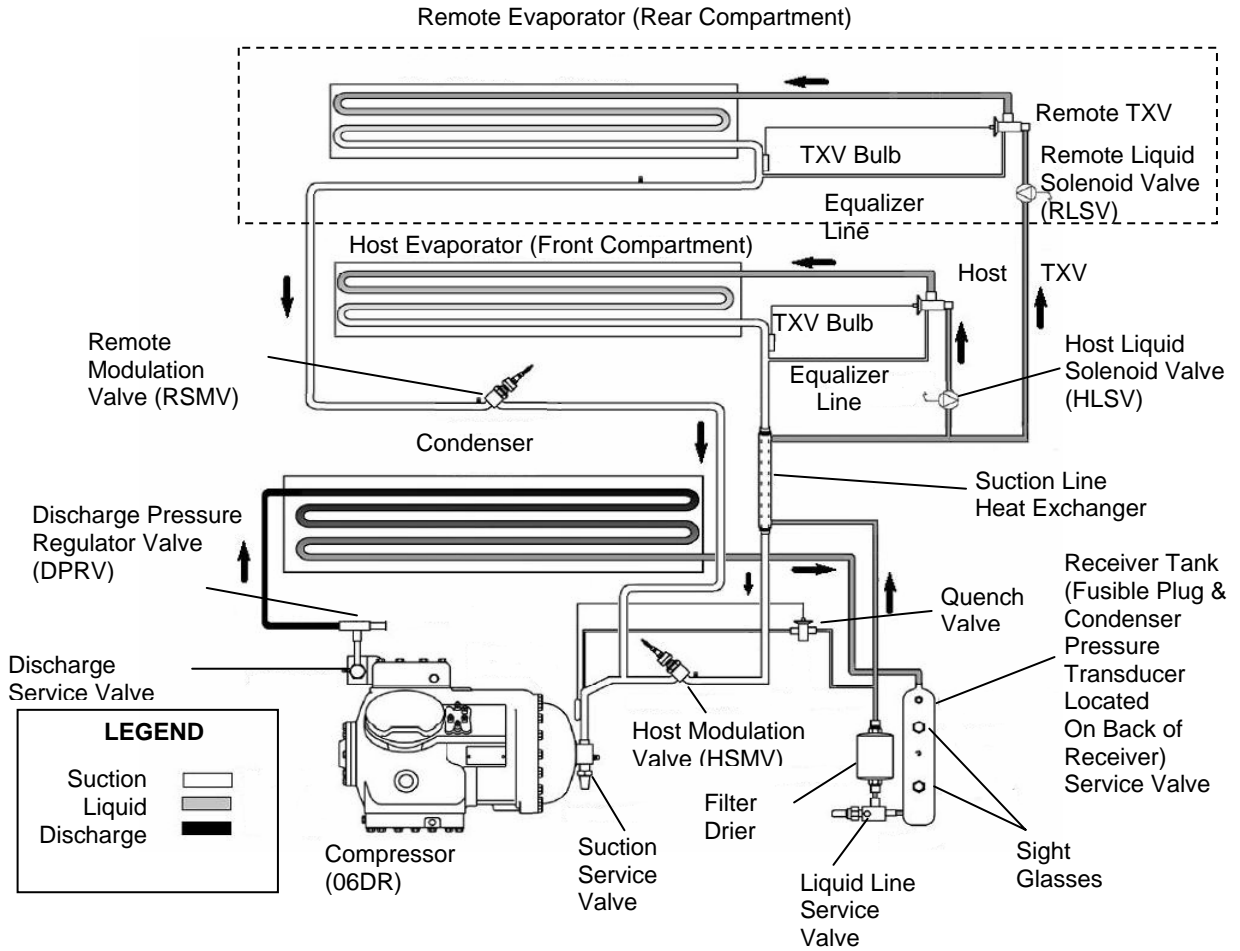 Remote Evaporator (Rear Compartment)
Remote TXV
TXV Bulb
Remote Liquid
Solenoid Valve
(RLSV)
Equalizer
Line
Host Evaporator (Front Compartment)
Host TXV
TXV Bulb
Remote
Modulation
Valve (RSMV)
Host Liquid
Solenoid Valve
(HLSV)
Equalizer
Line
Condenser
Suction Line
Heat Exchanger
Discharge Pressure
Regulator Valve
(DPRV)
Receiver Tank
(Fusible Plug &
Condenser
Pressure
Transducer
Located
On Back of
Receiver)
Service Valve
Quench
Valve
Discharge
Service Valve
Host Modulation
Valve (HSMV)
LEGEND
Suction
Liquid
Discharge
Filter
Drier
Compressor
(06DR)
Suction
Service
Valve
Liquid Line
Service
Valve
Sight
Glasses